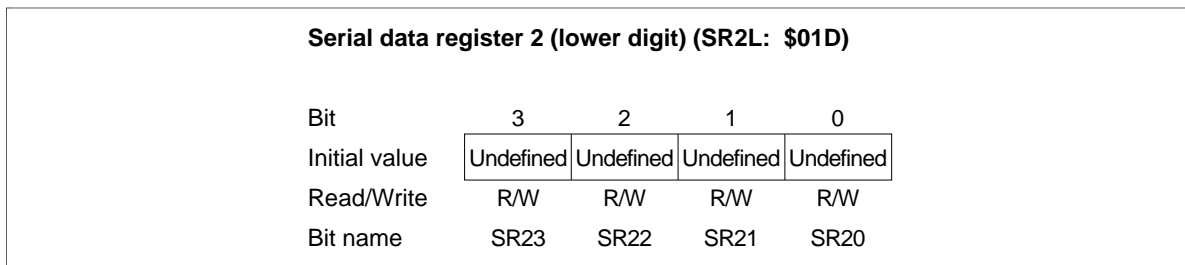 Serial data register 2 (lower digit) (SR2L: $01D)
Bit 3 2 1 0
Initial value Undefined Undefined Undefined Undefined
Read/Write R/W R/W R/W R/W
Bit name SR23 SR22 SR21 SR20